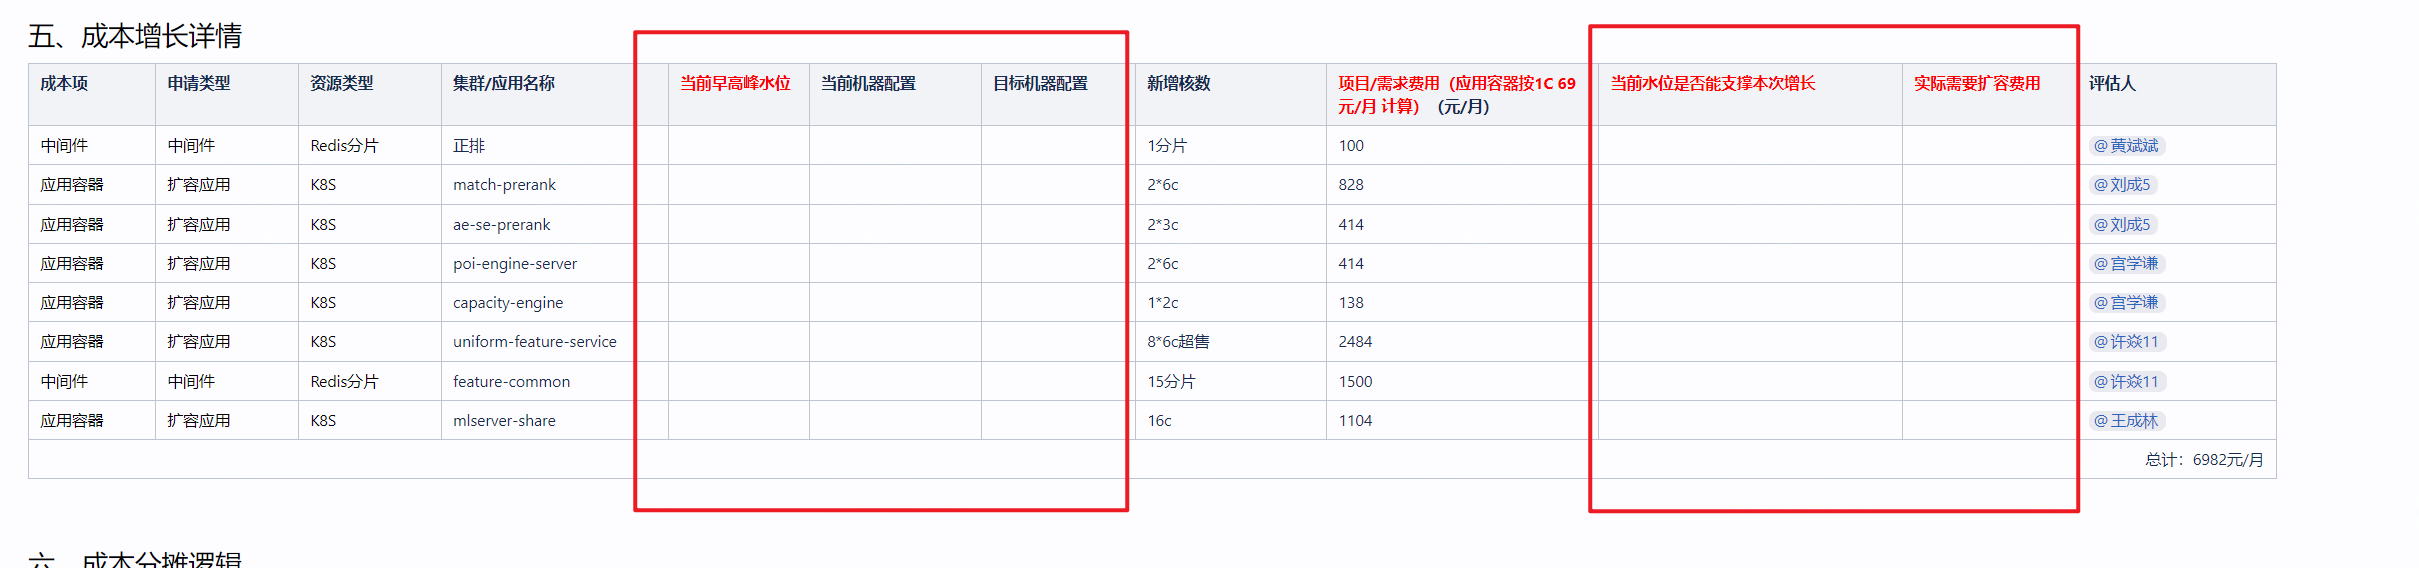 五、成本增长详情
成本项 申请类型 资源类型 集群/应用名称 当前早高峰水位 当前机器配置 目标机器配置 新增核数 项目/需求费用（应用容器按1C 69元/月 计算）（元/月） 当前水位是否能支撑本次增长 实际需要扩容费用 评估人
中间件 中间件 Redis分片 正排 1分片 100 @黄斌斌
应用容器 扩容应用 K8S match-prerank 2*6c 828 @刘成5
应用容器 扩容应用 K8S ae-se-prerank 2*3c 414 @刘成5
应用容器 扩容应用 K8S poi-engine-server 2*6c 414 @宫学谦
应用容器 扩容应用 K8S capacity-engine 1*2c 138 @宫学谦
应用容器 扩容应用 K8S uniform-feature-service 8*6c超售 2484 @许焱11
中间件 中间件 Redis分片 feature-common 15分片 1500 @许焱11
应用容器 扩容应用 K8S mlserver-share 16c 1104 @王成林
总计：6982元/月
六、成本分摊逻辑